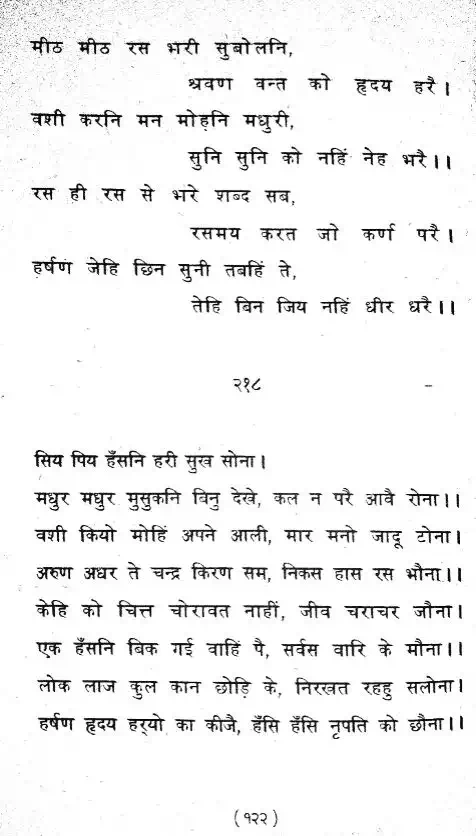 मीठ मीठ रस भरी सुबोलनि,
श्रवण वन्त को हृदय हरै।
वशी करनि मन मोहनि मधुरी,
सुनि सुनि को नहिं नेह भरै।।
रस ही रस से भरे शब्द सब,
रसमय करत जो कर्ण परै।
हर्षण जेहि छिन सुनी तबहिं ते,
तेहि बिन जिय नहिं धीर धरै।।
२१८
सिय पिय हँसनि हरी सुख सोना।
मधुर मधुर मुसुकनि विनु देखे, कल न परै आवै रोना।।
वशी कियो मोहिं अपने आली, मार मनो जादू टोना।
अरुण अधर ते चन्द्र किरण सम, निकस हास रस भौना।।
केहि को चित्त चोरावत नाहीं, जीव चराचर जौना।
एक हँसनि बिक गई वाहिं पै, सर्वस वारि के मौना।।
लोक लाज कुल कान छोड़ि के, निरखत रहहु सलोना।
हर्षण हृदय हर्‌यो का कीजै, हँसि हँसि नृपति को छौना।।
(१२२)